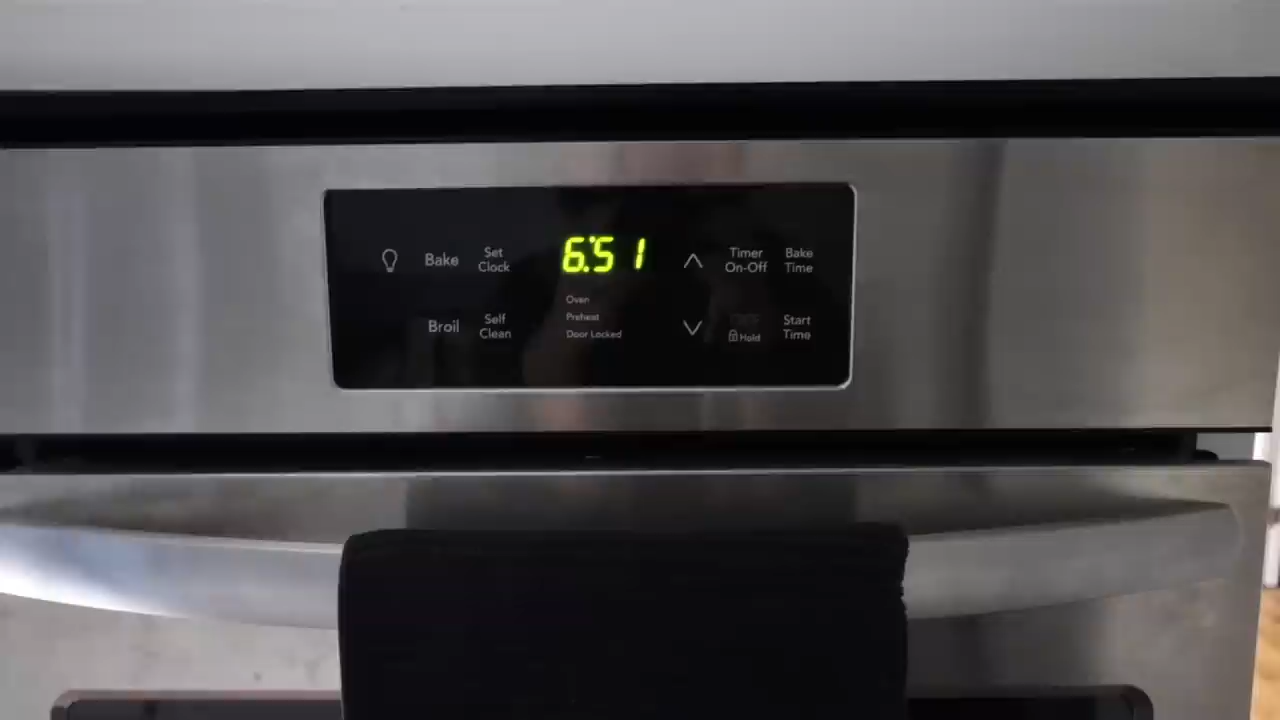 Bake
Set
Clock
6:51
Timer
On-Off
Bake
Time
Oven
Preheat
Door Locked
Broil
Self
Clean
Hold
Start
Time